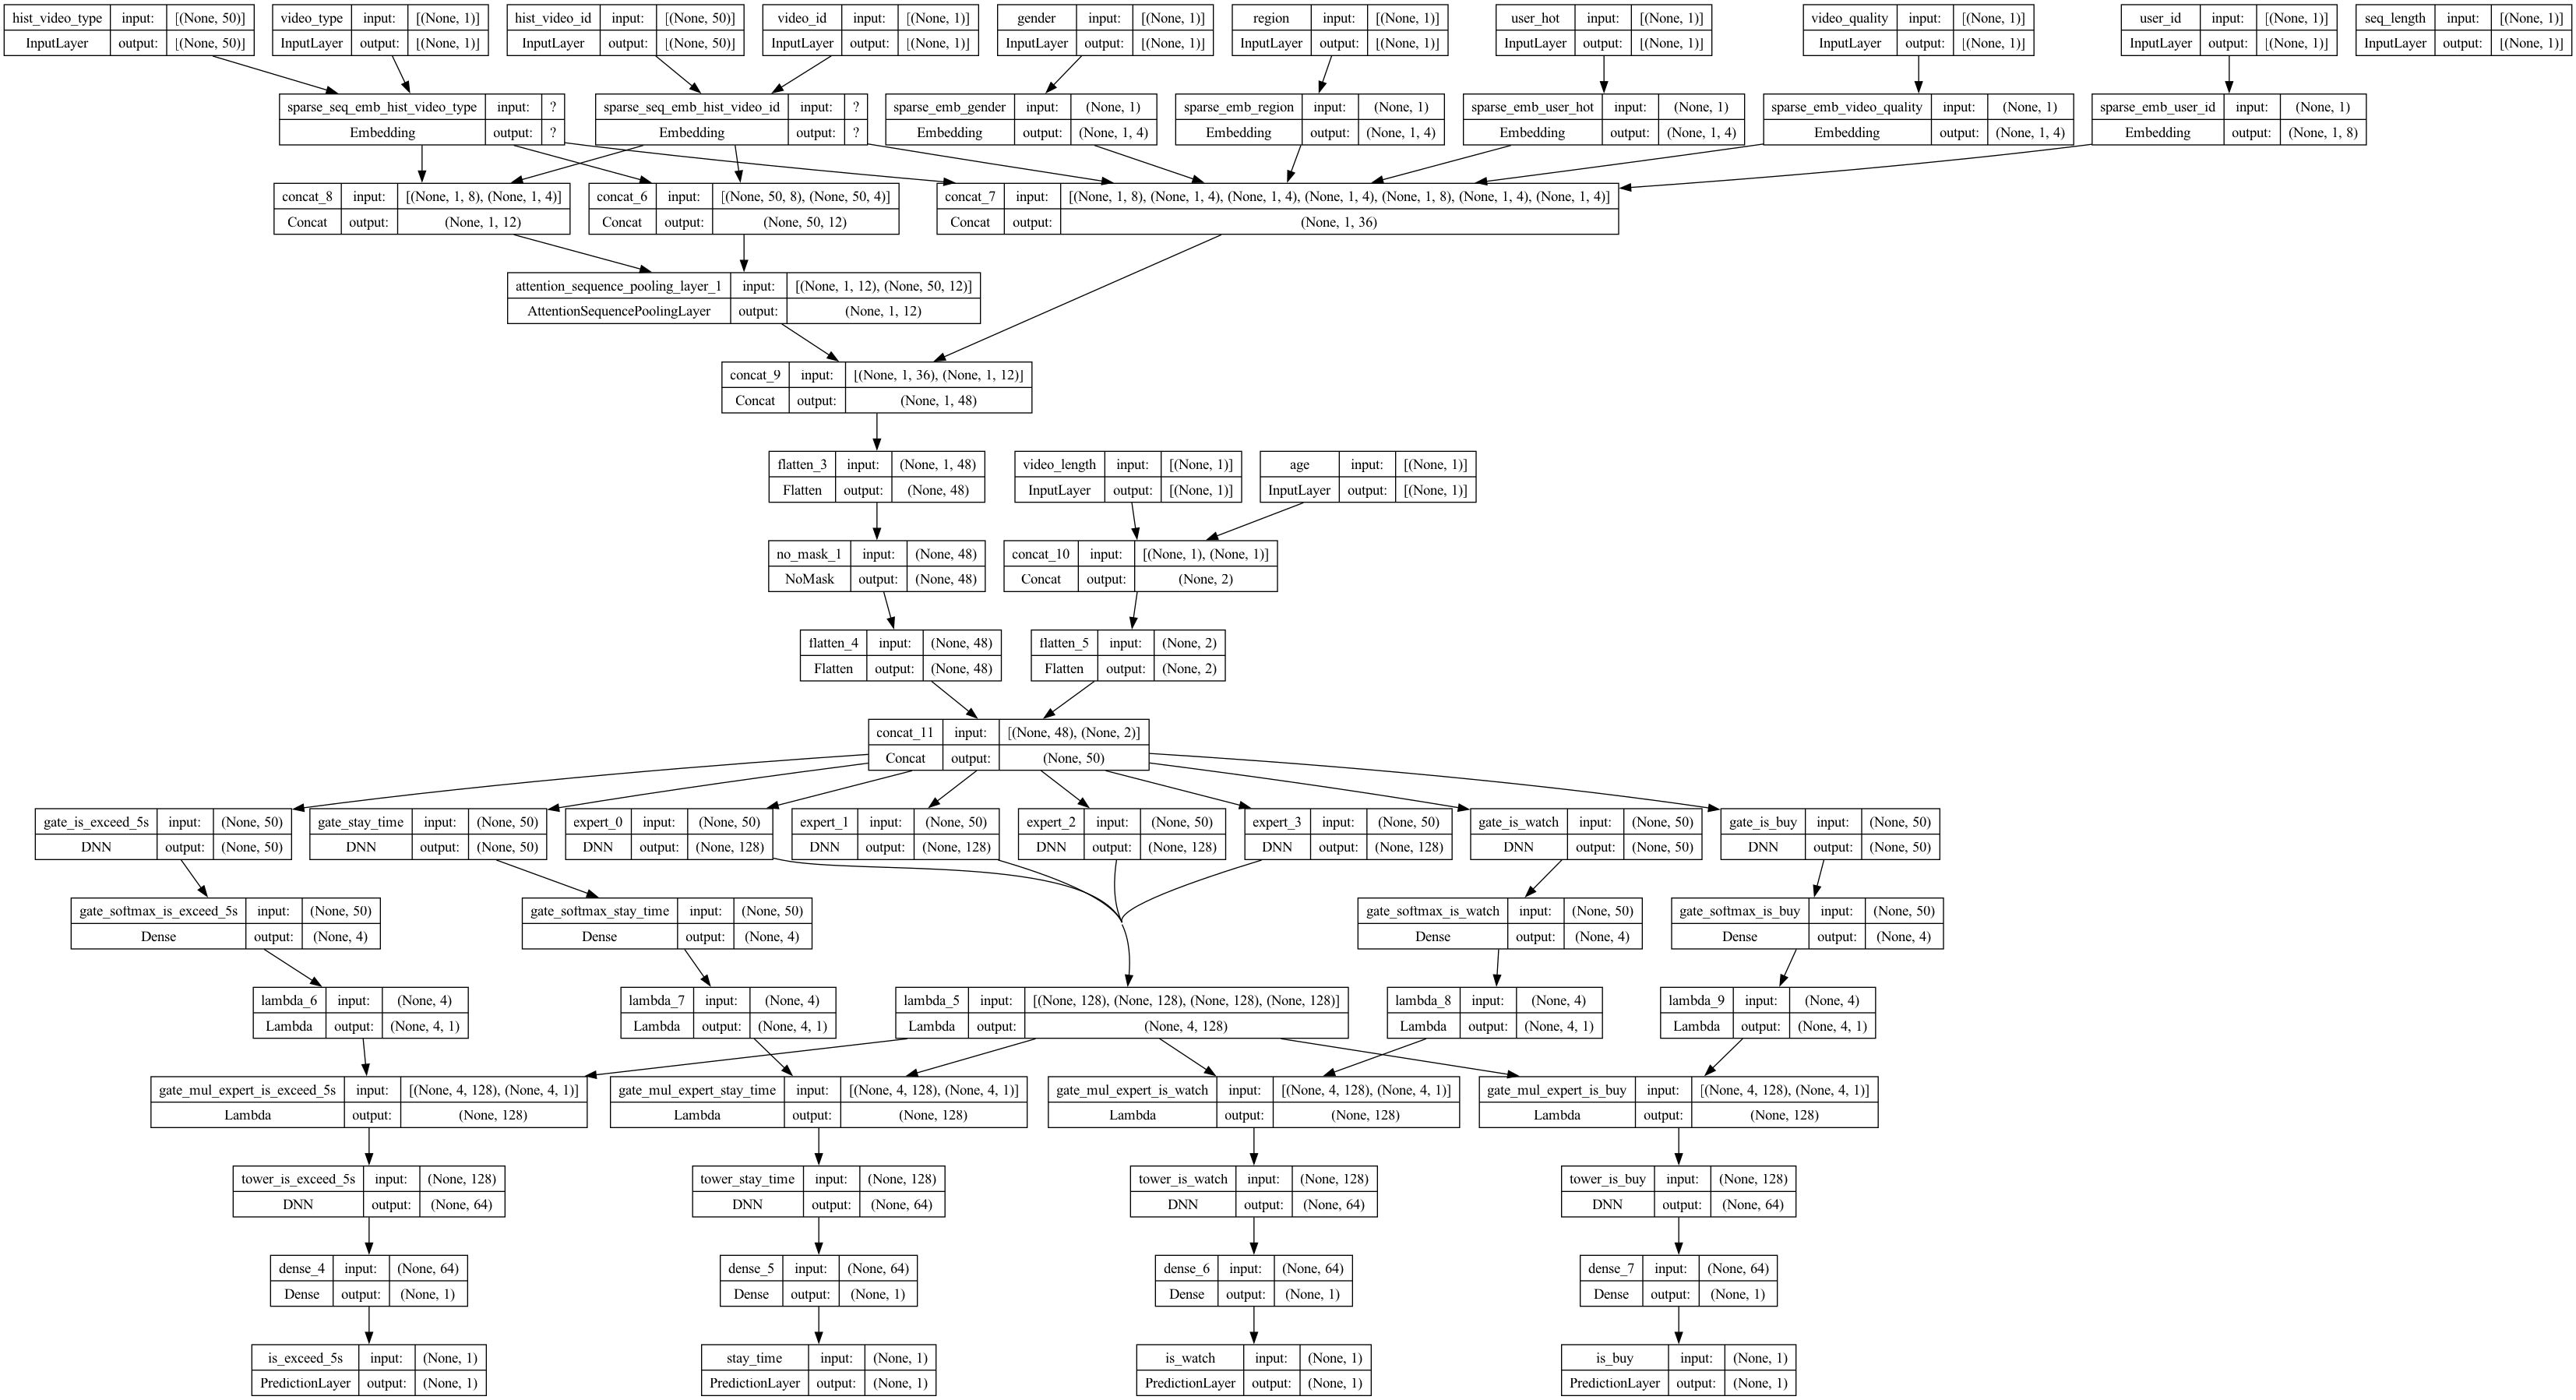 hist_video_type input: [(None, 50)]
InputLayer output: [(None, 50)]
video_type input: [(None, 1)]
InputLayer output: [(None, 1)]
hist_video_id input: [(None, 50)]
InputLayer output: [(None, 50)]
video_id input: [(None, 1)]
InputLayer output: [(None, 1)]
gender input: [(None, 1)]
InputLayer output: [(None, 1)]
region input: [(None, 1)]
InputLayer output: [(None, 1)]
user_hot input: [(None, 1)]
InputLayer output: [(None, 1)]
video_quality input: [(None, 1)]
InputLayer output: [(None, 1)]
user_id input: [(None, 1)]
InputLayer output: [(None, 1)]
seq_length input: [(None, 1)]
InputLayer output: [(None, 1)]
sparse_seq_emb_hist_video_type input: ?
Embedding output: ?
sparse_seq_emb_hist_video_id input: ?
Embedding output: ?
sparse_emb_gender input: (None, 1)
Embedding output: (None, 1, 4)
sparse_emb_region input: (None, 1)
Embedding output: (None, 1, 4)
sparse_emb_user_hot input: (None, 1)
Embedding output: (None, 1, 4)
sparse_emb_video_quality input: (None, 1)
Embedding output: (None, 1, 4)
sparse_emb_user_id input: (None, 1)
Embedding output: (None, 1, 8)
concat_8 input: [(None, 1, 8), (None, 1, 4)]
Concat output: (None, 1, 12)
concat_6 input: [(None, 50, 8), (None, 50, 4)]
Concat output: (None, 50, 12)
concat_7 input: [(None, 1, 8), (None, 1, 4), (None, 1, 4), (None, 1, 4), (None, 1, 8), (None, 1, 4), (None, 1, 4)]
Concat output: (None, 1, 36)
attention_sequence_pooling_layer_1 input: [(None, 1, 12), (None, 50, 12)]
AttentionSequencePoolingLayer output: (None, 1, 12)
concat_9 input: [(None, 1, 36), (None, 1, 12)]
Concat output: (None, 1, 48)
flatten_3 input: (None, 1, 48)
Flatten output: (None, 48)
video_length input: [(None, 1)]
InputLayer output: [(None, 1)]
age input: [(None, 1)]
InputLayer output: [(None, 1)]
no_mask_1 input: (None, 48)
NoMask output: (None, 48)
concat_10 input: [(None, 1), (None, 1)]
Concat output: (None, 2)
flatten_4 input: (None, 48)
Flatten output: (None, 48)
flatten_5 input: (None, 2)
Flatten output: (None, 2)
concat_11 input: [(None, 48), (None, 2)]
Concat output: (None, 50)
gate_is_exceed_5s input: (None, 50)
DNN output: (None, 50)
gate_stay_time input: (None, 50)
DNN output: (None, 50)
expert_0 input: (None, 50)
DNN output: (None, 128)
expert_1 input: (None, 50)
DNN output: (None, 128)
expert_2 input: (None, 50)
DNN output: (None, 128)
expert_3 input: (None, 50)
DNN output: (None, 128)
gate_is_watch input: (None, 50)
DNN output: (None, 50)
gate_is_buy input: (None, 50)
DNN output: (None, 50)
gate_softmax_is_exceed_5s input: (None, 50)
Dense output: (None, 4)
gate_softmax_stay_time input: (None, 50)
Dense output: (None, 4)
gate_softmax_is_watch input: (None, 50)
Dense output: (None, 4)
gate_softmax_is_buy input: (None, 50)
Dense output: (None, 4)
lambda_6 input: (None, 4)
Lambda output: (None, 4, 1)
lambda_7 input: (None, 4)
Lambda output: (None, 4, 1)
lambda_5 input: [(None, 128), (None, 128), (None, 128), (None, 128)]
Lambda output: (None, 4, 128)
lambda_8 input: (None, 4)
Lambda output: (None, 4, 1)
lambda_9 input: (None, 4)
Lambda output: (None, 4, 1)
gate_mul_expert_is_exceed_5s input: [(None, 4, 128), (None, 4, 1)]
Lambda output: (None, 128)
gate_mul_expert_stay_time input: [(None, 4, 128), (None, 4, 1)]
Lambda output: (None, 128)
gate_mul_expert_is_watch input: [(None, 4, 128), (None, 4, 1)]
Lambda output: (None, 128)
gate_mul_expert_is_buy input: [(None, 4, 128), (None, 4, 1)]
Lambda output: (None, 128)
tower_is_exceed_5s input: (None, 128)
DNN output: (None, 64)
tower_stay_time input: (None, 128)
DNN output: (None, 64)
tower_is_watch input: (None, 128)
DNN output: (None, 64)
tower_is_buy input: (None, 128)
DNN output: (None, 64)
dense_4 input: (None, 64)
Dense output: (None, 1)
dense_5 input: (None, 64)
Dense output: (None, 1)
dense_6 input: (None, 64)
Dense output: (None, 1)
dense_7 input: (None, 64)
Dense output: (None, 1)
is_exceed_5s input: (None, 1)
PredictionLayer output: (None, 1)
stay_time input: (None, 1)
PredictionLayer output: (None, 1)
is_watch input: (None, 1)
PredictionLayer output: (None, 1)
is_buy input: (None, 1)
PredictionLayer output: (None, 1)